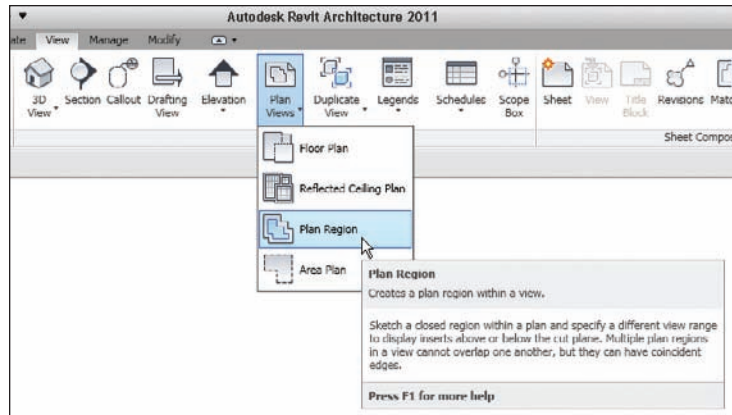 Autodesk Revit Architecture 2011
ate View Manage Modify
3D View Section Callout Drafting View Elevation Plan Views Duplicate View Legends Schedules Scope Box Sheet View Title Block Revisions Matc
Sheet Compos
Floor Plan
Reflected Ceiling Plan
Plan Region
Area Plan
Plan Region
Creates a plan region within a view.
Sketch a closed region within a plan and specify a different view range
to display inserts above or below the cut plane. Multiple plan regions
in a view cannot overlap one another, but they can have coincident
edges.
Press F1 for more help